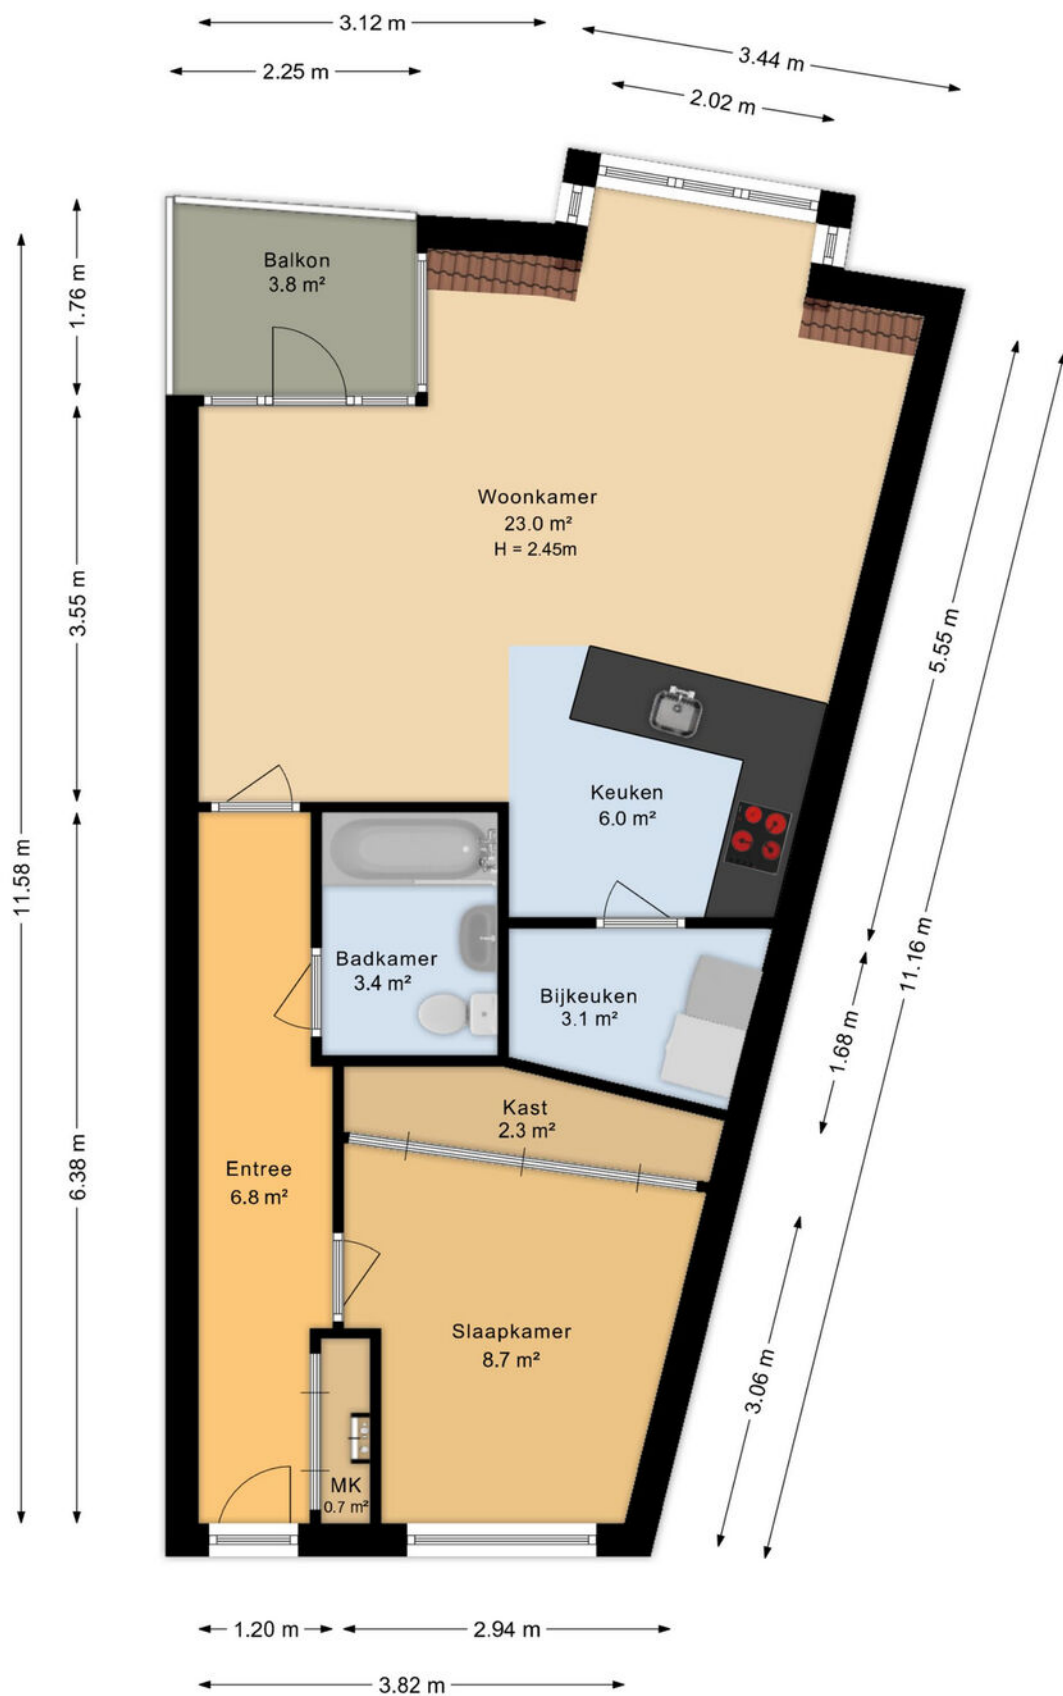 3.12 m
3.44 m
2.25 m
2.02 m
Balkon
3.8 m²
1.76 m
Woonkamer
23.0 m²
H = 2.45m
3.55 m
5.55 m
Keuken
6.0 m²
11.58 m
11.16 m
Badkamer
3.4 m²
Bijkeuken
3.1 m²
1.68 m
Kast
2.3 m²
6.38 m
Entree
6.8 m²
Slaapkamer
8.7 m²
3.06 m
MK
0.7 m²
1.20 m
2.94 m
3.82 m